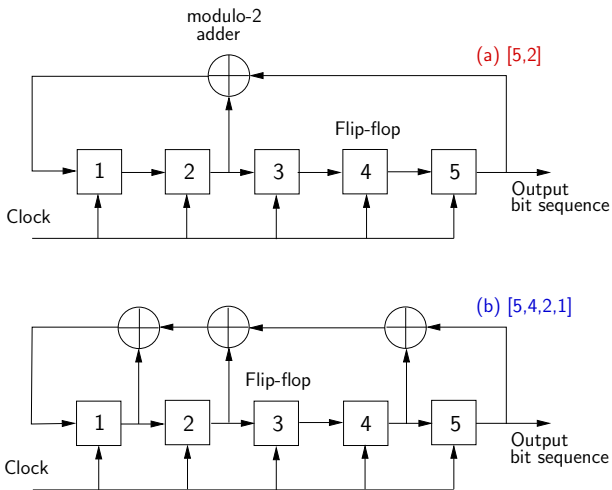 modulo-2
adder
(a) [5,2]
Flip-flop
1 2 3 4 5
Output
bit sequence
Clock
(b) [5,4,2,1]
Flip-flop
1 2 3 4 5
Output
bit sequence
Clock